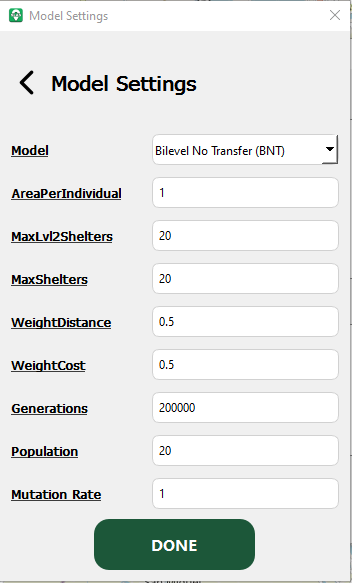 Model Settings
Model Settings
Model
Bilevel No Transfer (BNT)
AreaPerIndividual
1
MaxLvl2Shelters
20
MaxShelters
20
WeightDistance
0.5
WeightCost
0.5
Generations
200000
Population
20
Mutation Rate
1
DONE